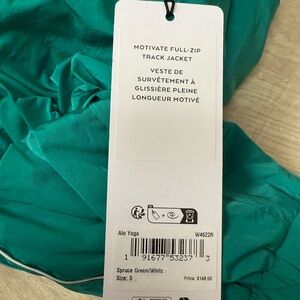 MOTIVATE FULL-ZIP
TRACK JACKET
VESTE DE
SURVÊTEMENT À
GLISSIÈRE PLEINE
LONGUEUR MOTIVÉ
Alo Yoga W4622R
1 91677 53237 3
Spruce Green/White
Size: S Price: $148.00